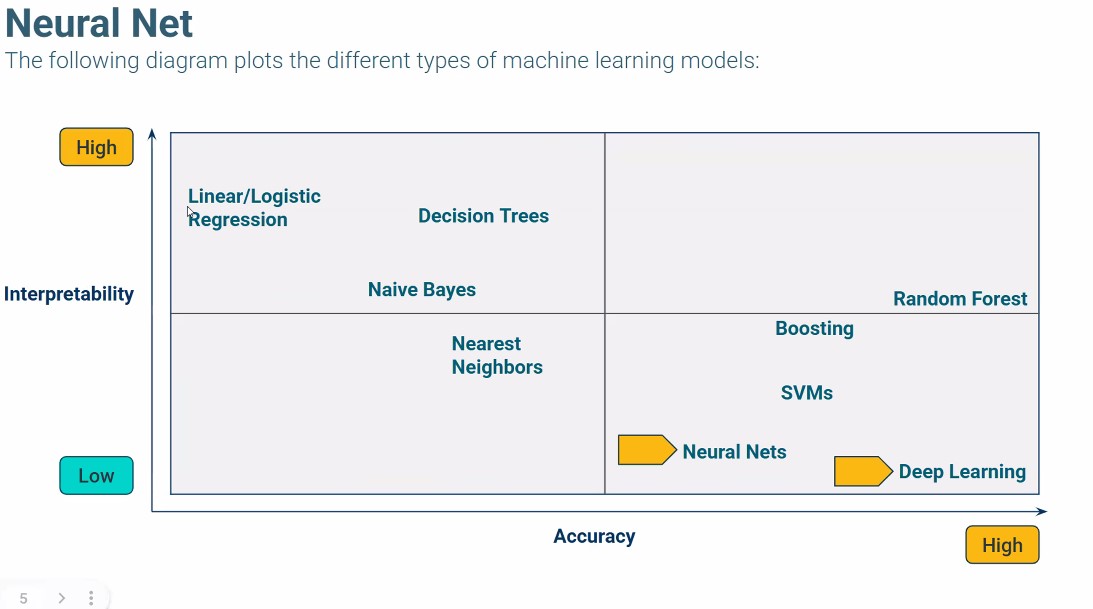 Neural Net
The following diagram plots the different types of machine learning models:
High
Linear/Logistic
Regression
Decision Trees
Naive Bayes
Interpretability
Random Forest
Boosting
Nearest
Neighbors
SVMs
Neural Nets
Low
Deep Learning
Accuracy
High
5